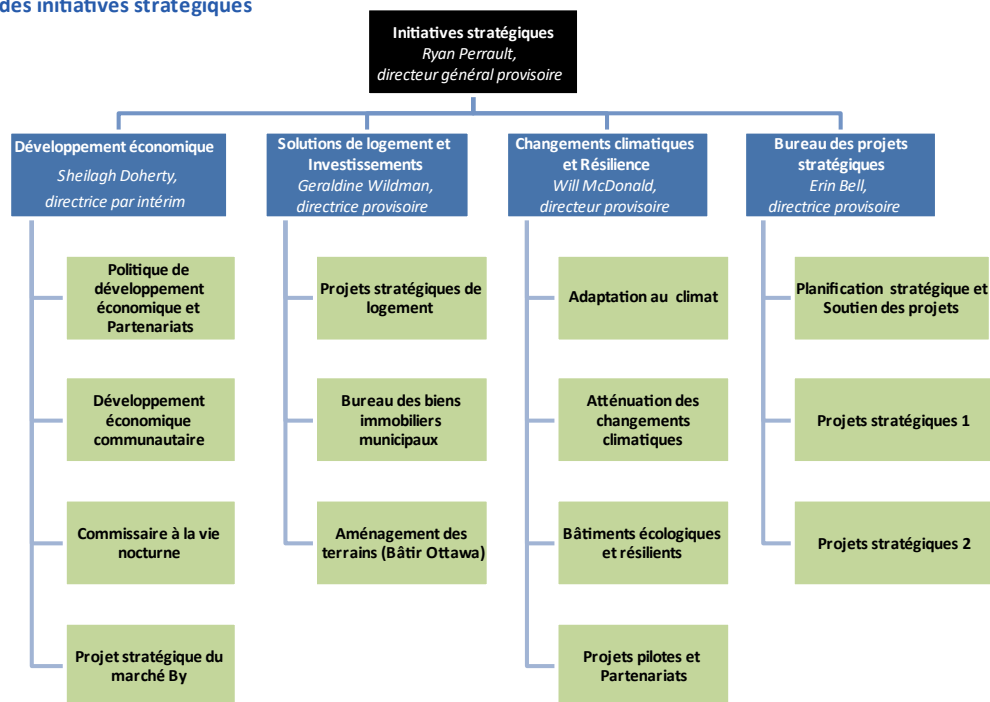 des initiatives stratégiques
Initiatives stratégiques
Ryan Perrault,
directeur général provisoire
Développement économique
Sheilagh Doherty,
directrice par intérim
Solutions de logement et
Investissements
Geraldine Wildman,
directrice provisoire
Changements climatiques
et Résilience
Will McDonald,
directeur provisoire
Bureau des projets
stratégiques
Erin Bell,
directrice provisoire
Politique de
développement
économique et
Partenariats
Développement
économique
communautaire
Commissaire à la vie
nocturne
Projet stratégique du
marché By
Projets stratégiques de
logement
Bureau des biens
immobiliers
municipaux
Aménagement des
terrains (Bâtir Ottawa)
Adaptation au climat
Atténuation des
changements
climatiques
Bâtiments écologiques
et résilients
Projets pilotes et
Partenariats
Planification stratégique et
Soutien des projets
Projets stratégiques 1
Projets stratégiques 2